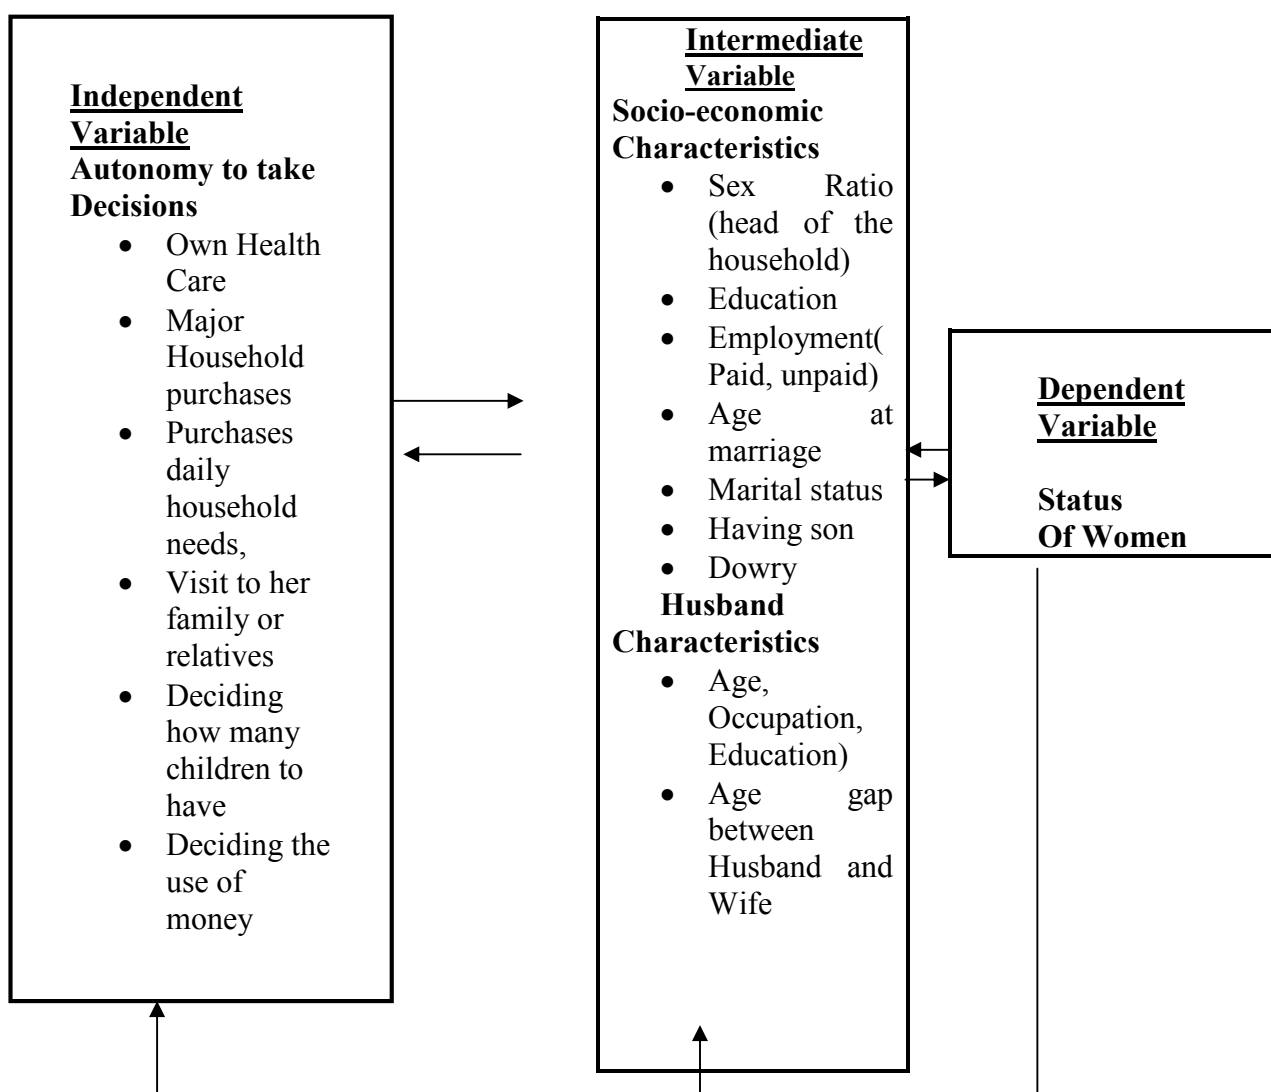 Independent
Variable
Autonomy to take
Decisions
• Own Health
Care
• Major
Household
purchases
• Purchases
daily
household
needs,
• Visit to her
family or
relatives
• Deciding
how many
children to
have
• Deciding the
use of
money
Intermediate
Variable
Socio-economic
Characteristics
• Sex Ratio
(head of the
household)
• Education
• Employment(
Paid, unpaid)
• Age at
marriage
• Marital status
• Having son
• Dowry
Husband
Characteristics
• Age,
Occupation,
Education)
• Age gap
between
Husband and
Wife
Dependent
Variable
Status
Of Women